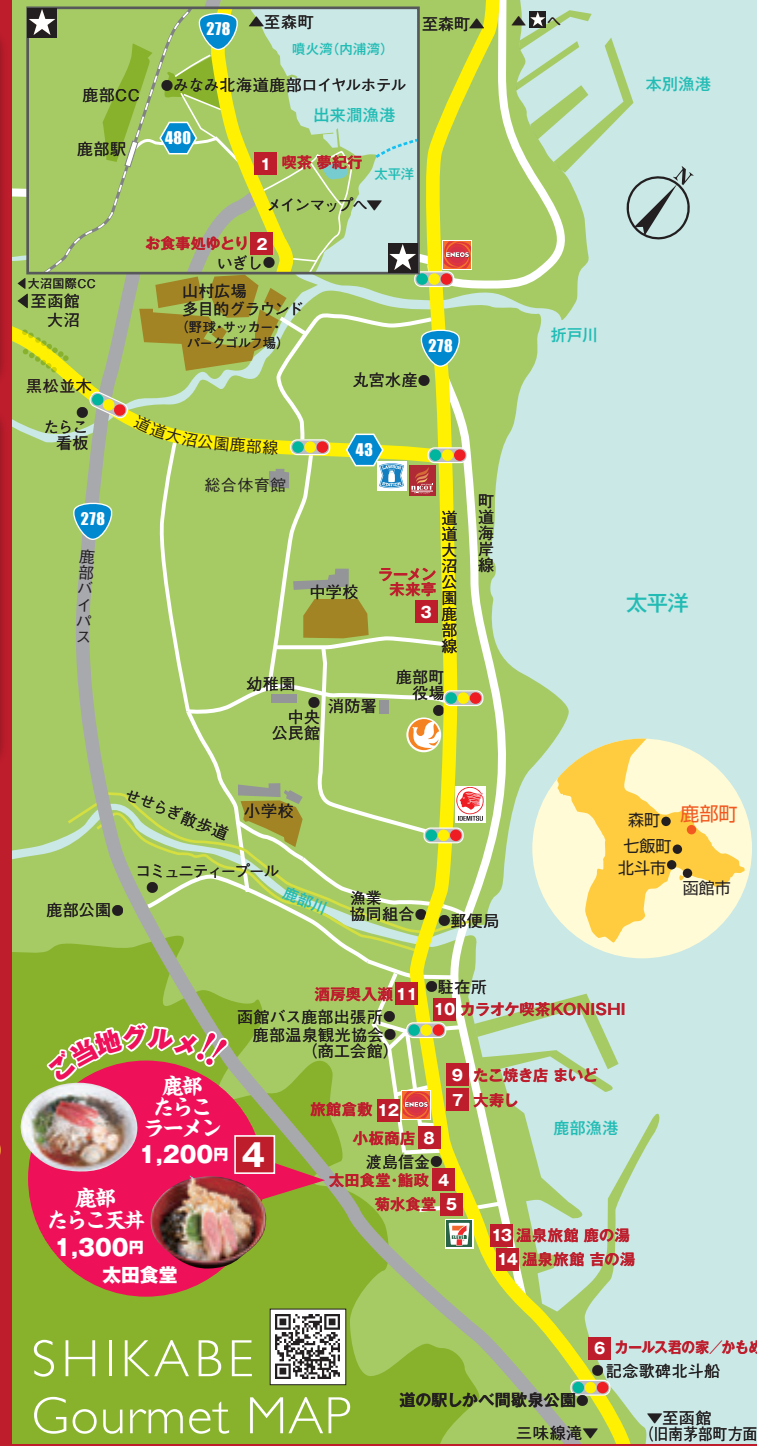 278
▲至森町
噴火湾(内浦湾)
●みなみ北海道鹿部ロイヤルホテル
鹿部CC
出来澗漁港
480
鹿部駅
1 喫茶 夢紀行
太平洋
メインマップへ▼
お食事処ゆとり 2
いぎし●
至森町▲
▲★へ
本別漁港
N
ENEOS
◀大沼国際CC
◀至函館
大沼
山村広場
多目的グラウンド
(野球・サッカー・
パークゴルフ場)
278
折戸川
丸宮水産●
黒松並木
たらこ
看板
道道大沼公園鹿部線
43
LAWSON
STATION
総合体育館
278
鹿部バイパス
町道海岸線
道道大沼公園鹿部線
中学校
ラーメン
未来亭
3
太平洋
鹿部町
役場
幼稚園
中央
公民館
消防署
IDEMITSU
小学校
せせらぎ散歩道
森町●
鹿部町
七飯町●
北斗市●
函館市
コミュニティープール
鹿部公園●
鹿部川
漁業
協同組合●
●郵便局
酒房奥入瀬 11
●駐在所
10 カラオケ喫茶KONISHI
函館バス鹿部出張所●
鹿部温泉観光協会●
(商工会館)
9 たこ焼き店 まいど
7 大寿し
旅館倉敷 12
ENEOS
小板商店 8
渡島信金●
太田食堂・鮨政 4
菊水食堂 5
鹿部漁港
7
ELEVEN
13 温泉旅館 鹿の湯
14 温泉旅館 吉の湯
ご当地グルメ!!
鹿部
たらこ
ラーメン
1,200円
4
鹿部
たらこ天丼
1,300円
太田食堂
6 カールス君の家/かもめ
●記念歌碑北斗船
道の駅しかべ間歇泉公園●
▼至函館
(旧南茅部町方面
三味線滝▼
SHIKABE
Gourmet MAP